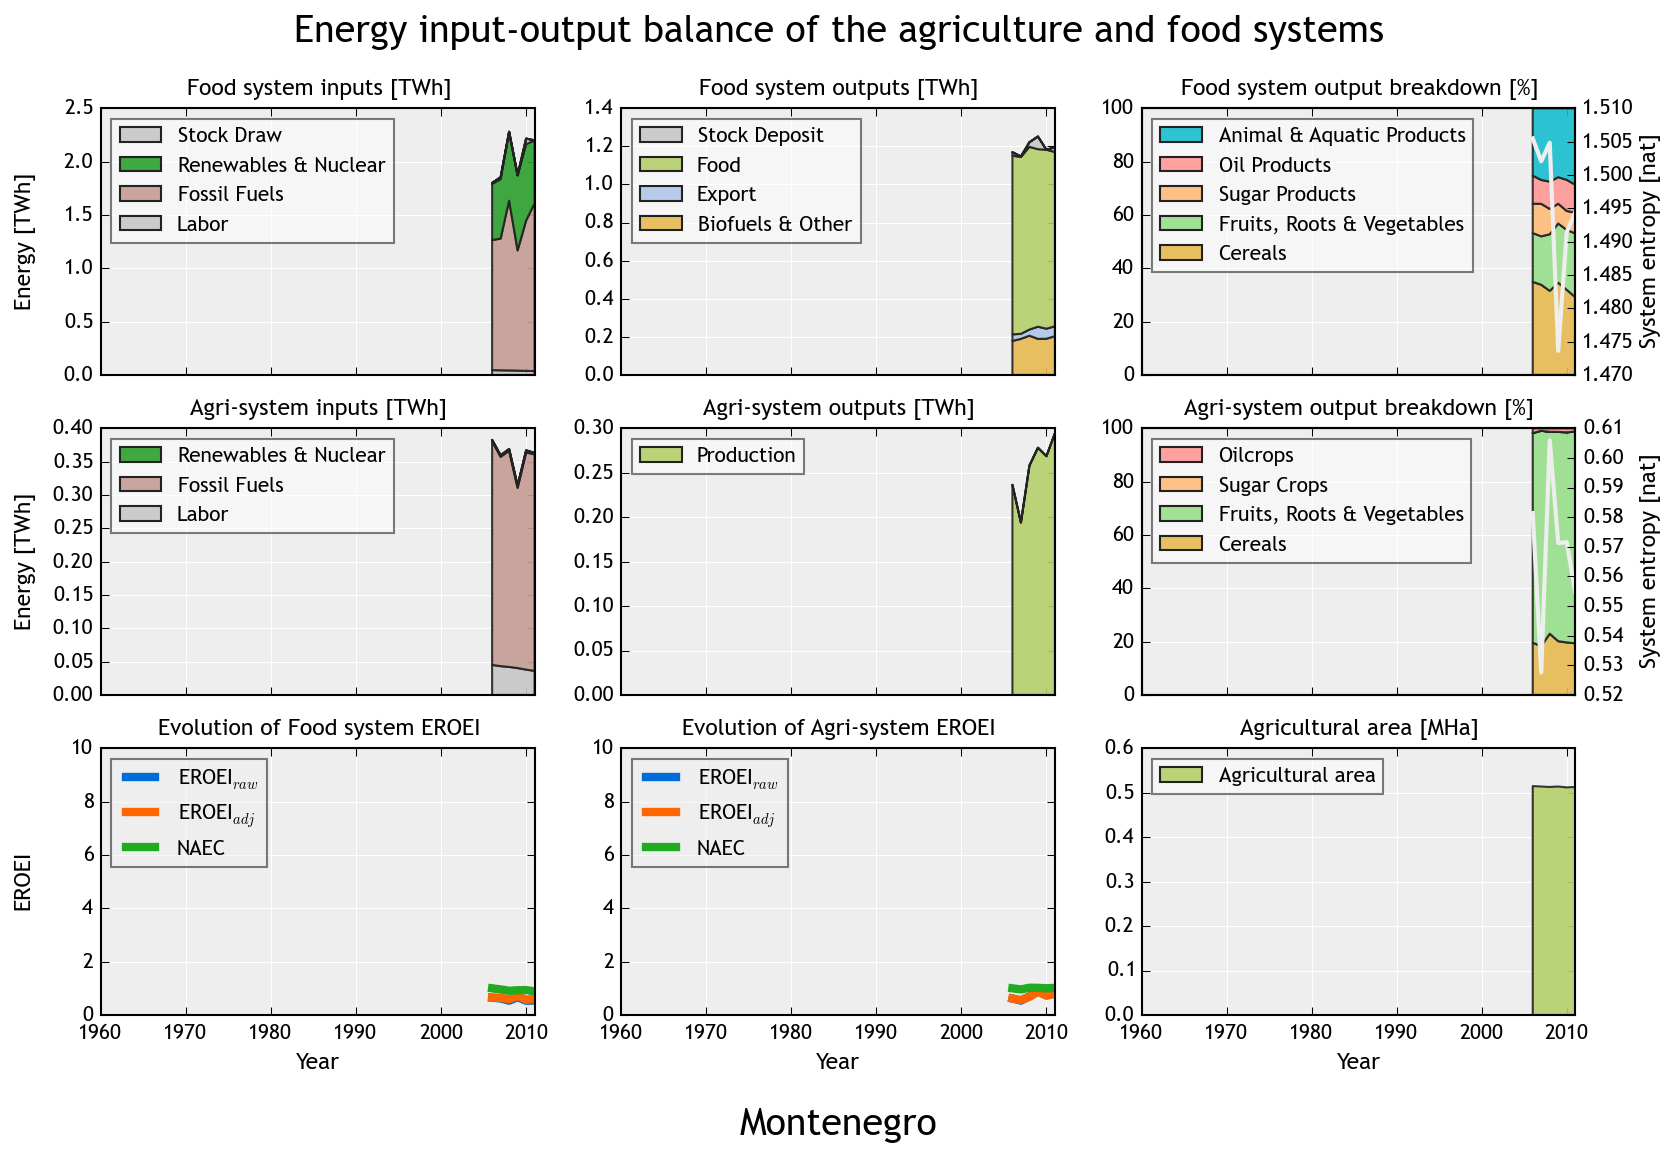 Energy input-output balance of the agriculture and food systems
Food system inputs [TWh]
Energy [TWh]
2.5
2.0
1.5
1.0
0.5
0.0
Stock Draw
Renewables & Nuclear
Fossil Fuels
Labor
Food system outputs [TWh]
1.4
1.2
1.0
0.8
0.6
0.4
0.2
0.0
Stock Deposit
Food
Export
Biofuels & Other
Food system output breakdown [%]
100
80
60
40
20
0
Animal & Aquatic Products
Oil Products
Sugar Products
Fruits, Roots & Vegetables
Cereals
1.510
1.505
1.500
1.495
1.490
1.485
1.480
1.475
1.470
System entropy [nat]
Agri-system inputs [TWh]
Energy [TWh]
0.40
0.35
0.30
0.25
0.20
0.15
0.10
0.05
0.00
Renewables & Nuclear
Fossil Fuels
Labor
Agri-system outputs [TWh]
0.30
0.25
0.20
0.15
0.10
0.05
0.00
Production
Agri-system output breakdown [%]
100
80
60
40
20
0
Oilcrops
Sugar Crops
Fruits, Roots & Vegetables
Cereals
0.61
0.60
0.59
0.58
0.57
0.56
0.55
0.54
0.53
0.52
System entropy [nat]
Evolution of Food system EROEI
EROEI
10
8
6
4
2
0
EROEI raw
EROEI adj
NAEC
1960 1970 1980 1990 2000 2010
Year
Evolution of Agri-system EROEI
EROEI raw
EROEI adj
NAEC
1960 1970 1980 1990 2000 2010
Year
Agricultural area [MHa]
0.6
0.5
0.4
0.3
0.2
0.1
0.0
Agricultural area
1960 1970 1980 1990 2000 2010
Year
Montenegro